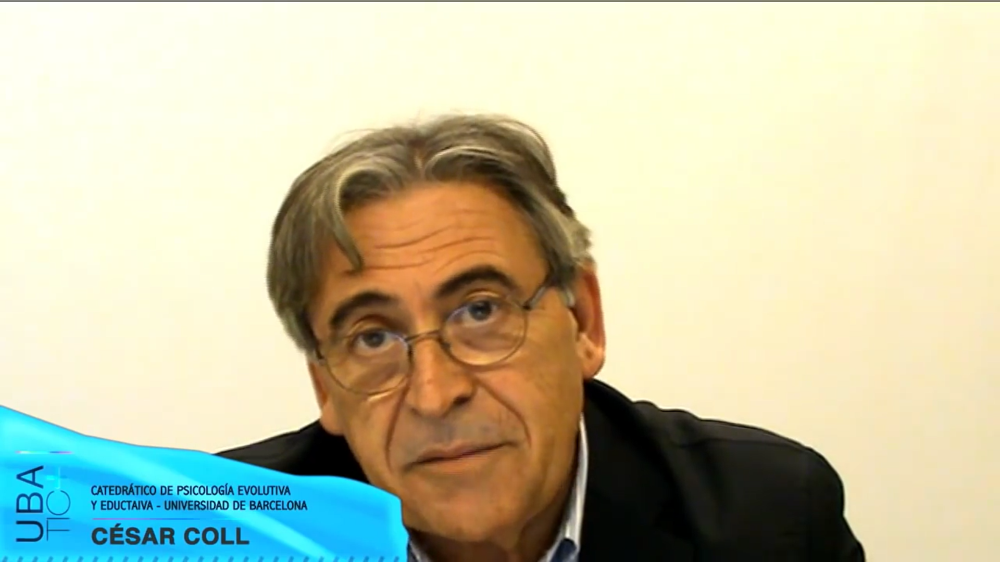 UBA
TIC
CATEDRÁTICO DE PSICOLOGÍA EVOLUTIVA
Y EDUCTAIVA - UNIVERSIDAD DE BARCELONA
CÉSAR COLL